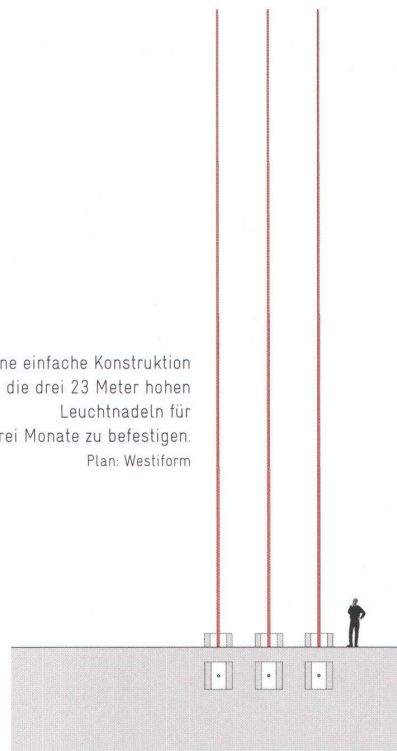 ne einfache Konstruktion
die drei 23 Meter hohen
Leuchtnadeln für
rei Monate zu befestigen.
Plan: Westiform